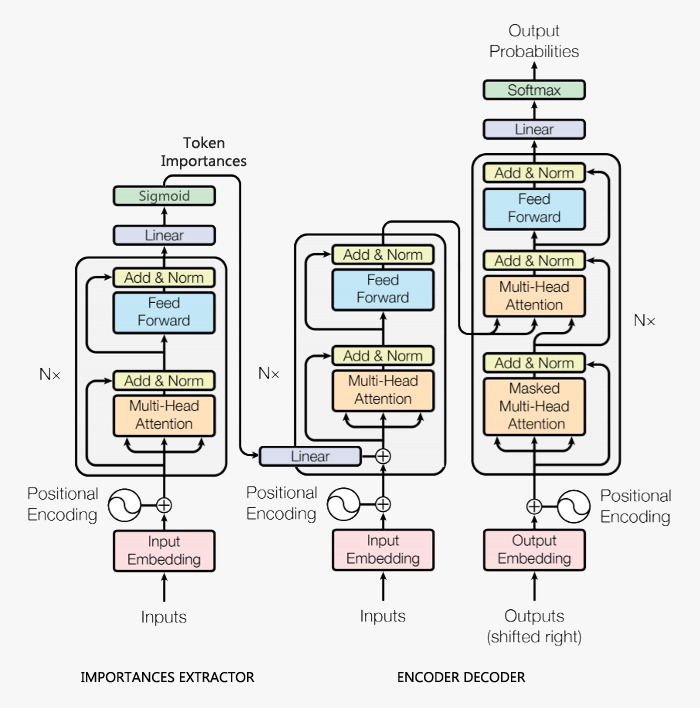 Token
Importances
Sigmoid
Linear
Add & Norm
Feed
Forward
Add & Norm
Multi-Head
Attention
N×
Positional
Encoding
Input
Embedding
Inputs
IMPORTANCES EXTRACTOR
Add & Norm
Feed
Forward
Add & Norm
Multi-Head
Attention
N×
Linear
Positional
Encoding
Input
Embedding
Inputs
Output
Probabilities
Softmax
Linear
Add & Norm
Feed
Forward
Add & Norm
Multi-Head
Attention
N×
Add & Norm
Masked
Multi-Head
Attention
Positional
Encoding
Output
Embedding
Outputs
(shifted right)
ENCODER DECODER